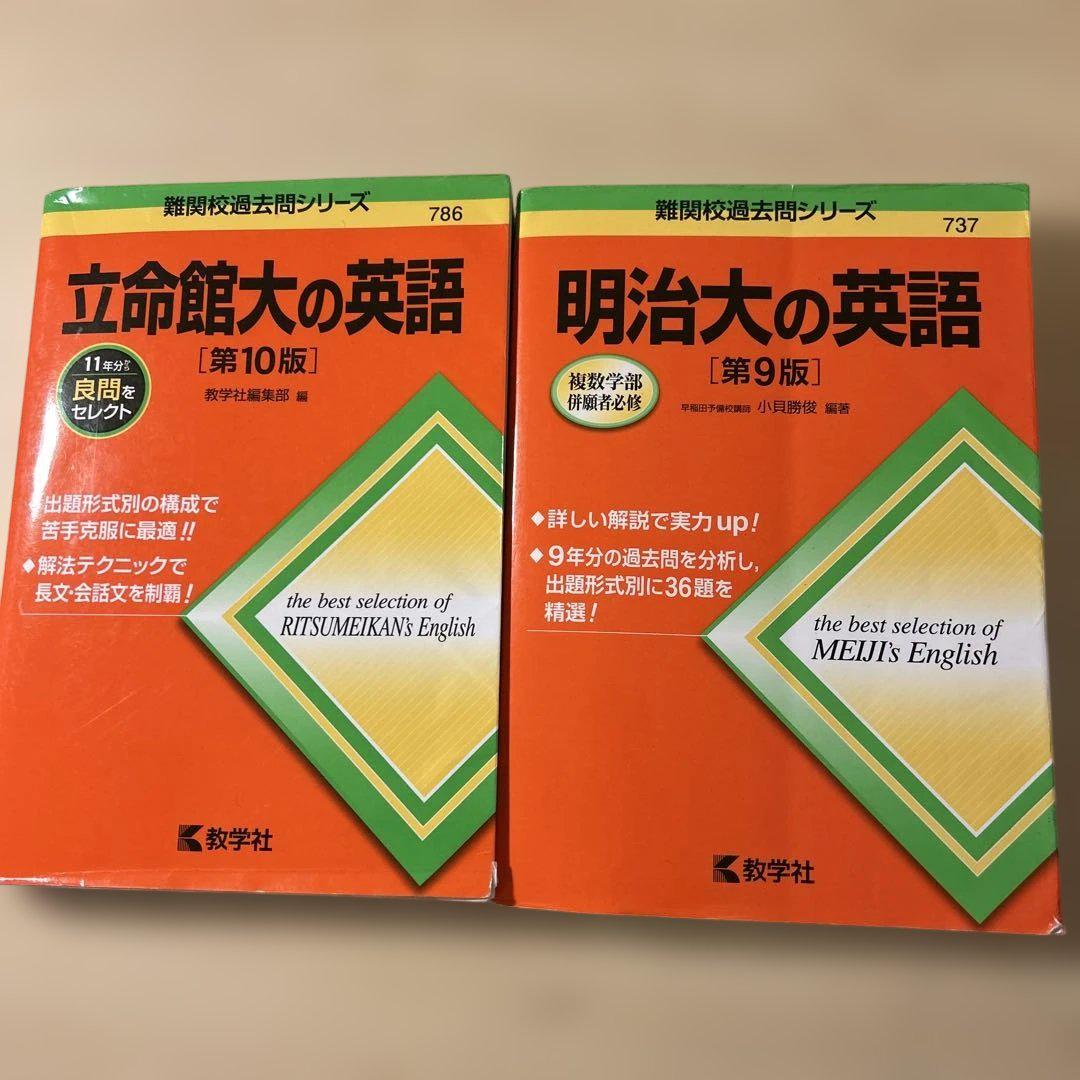 難関校過去問シリーズ
786
立命館大の英語
[第10版]
11年分から
良問を
セレクト
教学社編集部 編
◆出題形式別の構成で
苦手克服に最適!!
◆解法テクニックで
長文・会話文を制覇!
the best selection of
RITSUMEIKAN's English
教学社
難関校過去問シリーズ
737
明治大の英語
[第9版]
複数学部
併願者必修
早稲田予備校講師 小貝勝俊 編著
◆詳しい解説で実力up!
◆9年分の過去問を分析し,
出題形式別に36題を
精選!
the best selection of
MEIJI's English
教学社